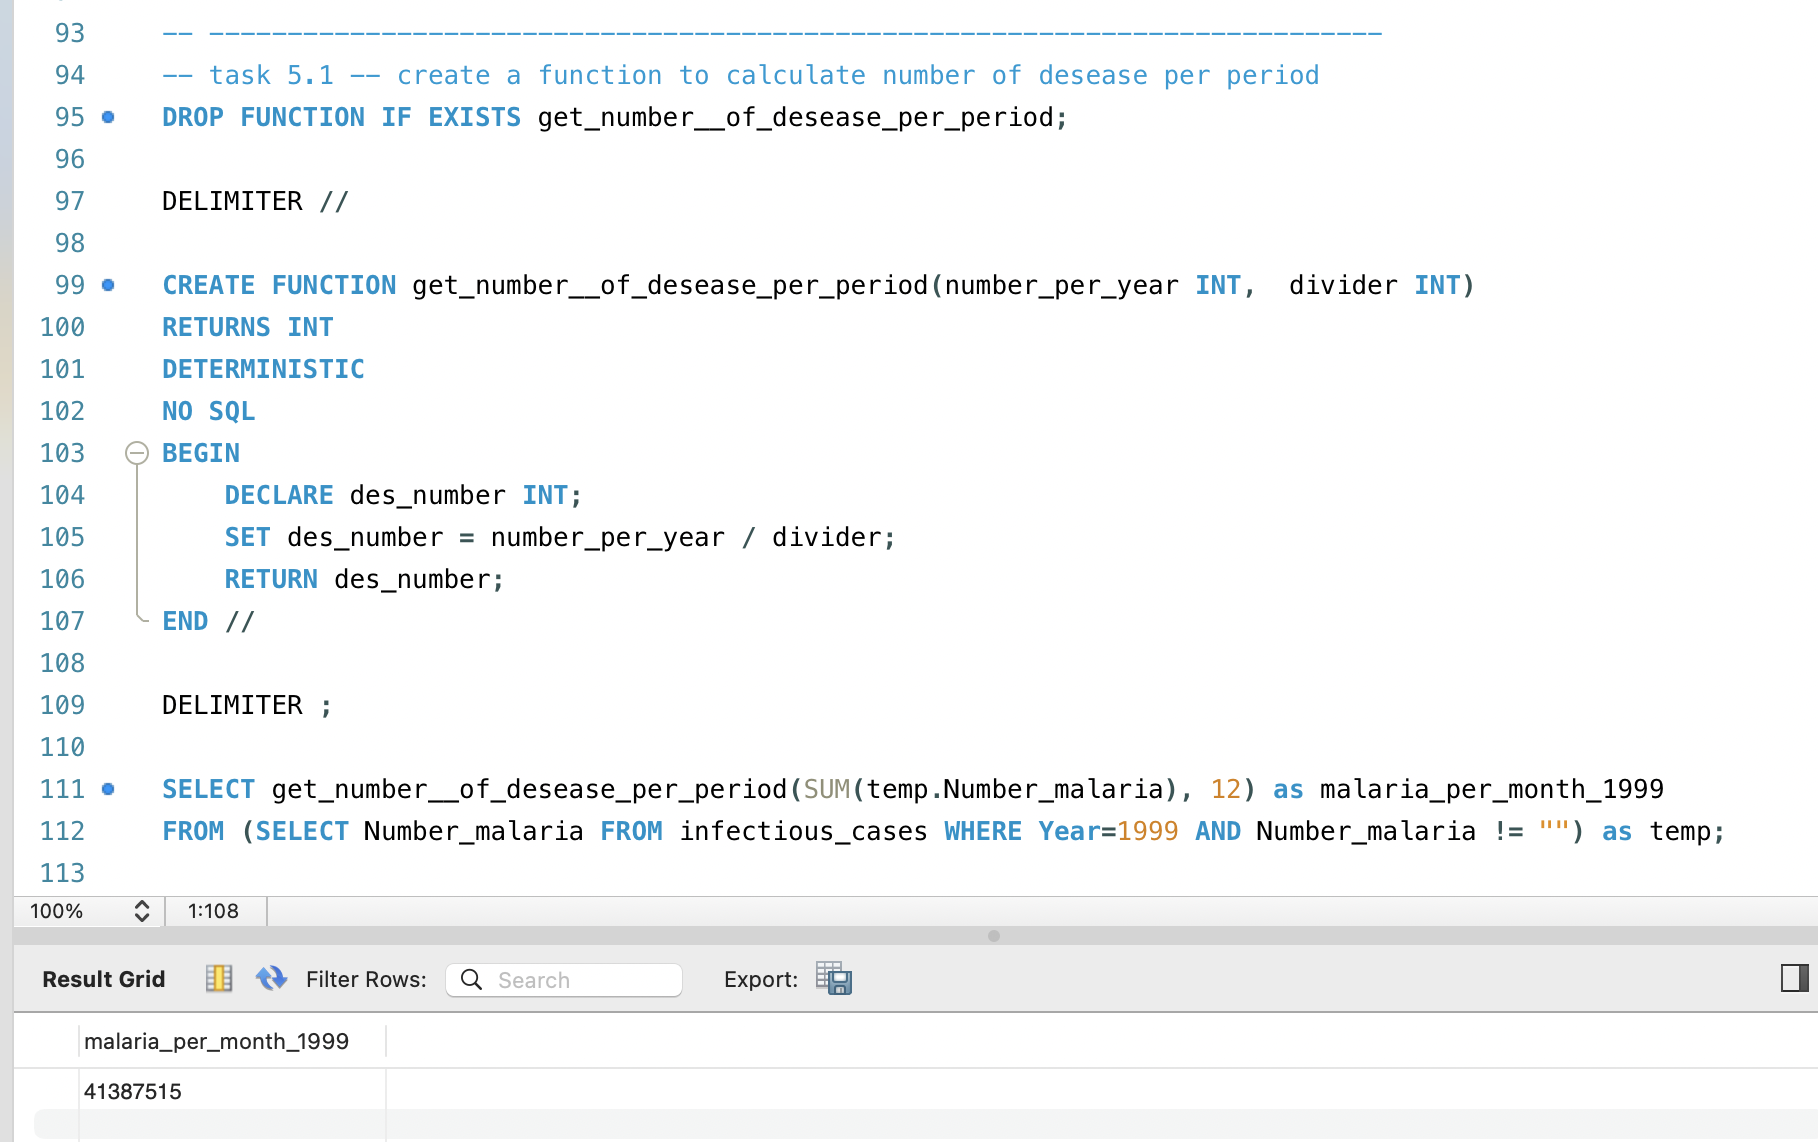 93 -- ---------------------------------------------------------------------------
94 -- task 5.1 -- create a function to calculate number of desease per period
95 DROP FUNCTION IF EXISTS get_number__of_desease_per_period;
96
97 DELIMITER //
98
99 CREATE FUNCTION get_number__of_desease_per_period(number_per_year INT,  divider INT)
100 RETURNS INT
101 DETERMINISTIC
102 NO SQL
103 BEGIN
104     DECLARE des_number INT;
105     SET des_number = number_per_year / divider;
106     RETURN des_number;
107 END //
108
109 DELIMITER ;
110
111 SELECT get_number__of_desease_per_period(SUM(temp.Number_malaria), 12) as malaria_per_month_1999
112 FROM (SELECT Number_malaria FROM infectious_cases WHERE Year=1999 AND Number_malaria != "") as temp;
113
100% 1:108
Result Grid Filter Rows: Search Export:
malaria_per_month_1999
41387515